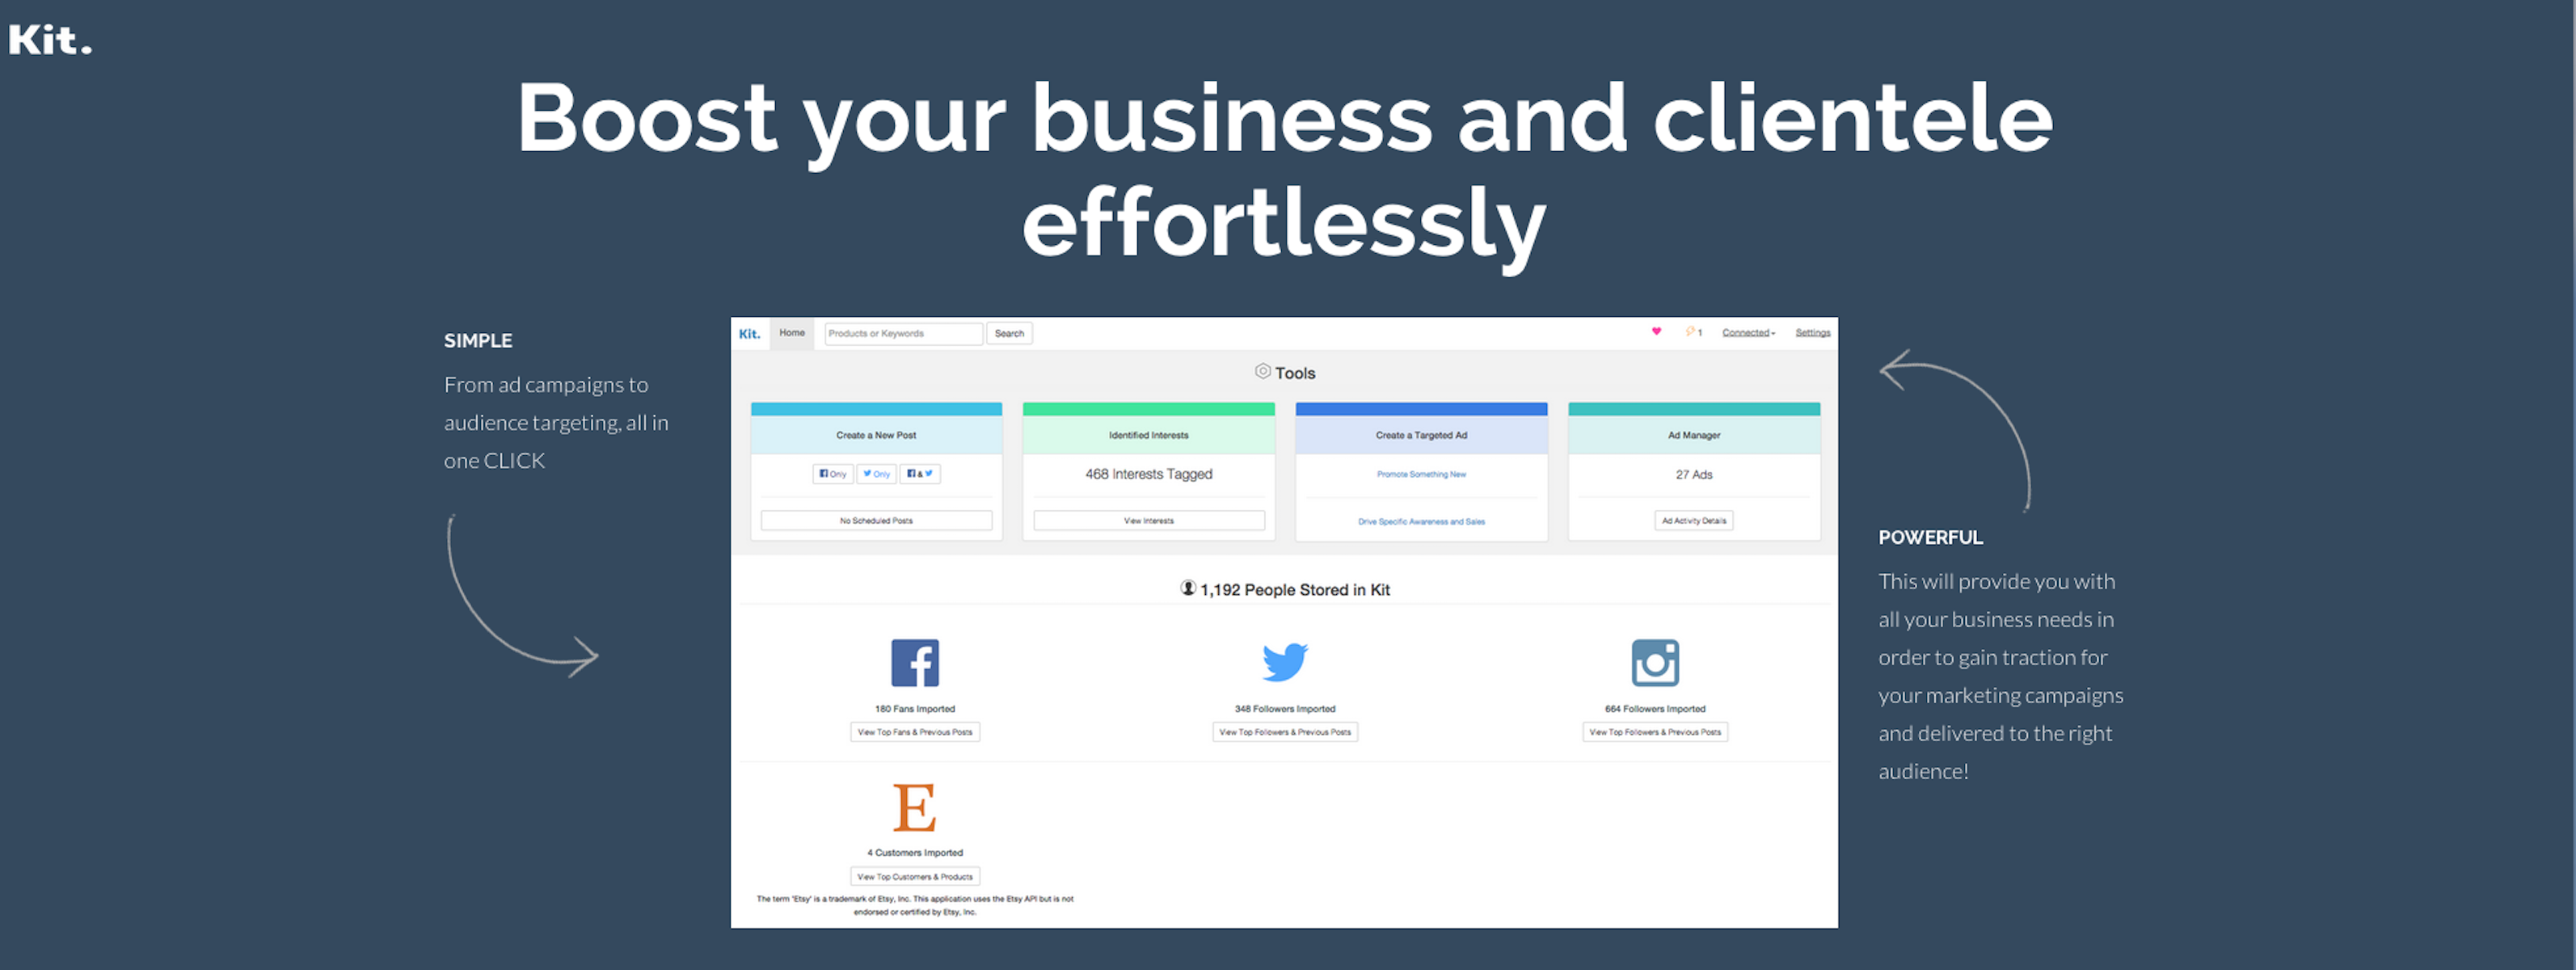 Kit.
Boost your business and clientele
effortlessly
SIMPLE
From ad campaigns to
audience targeting, all in
one CLICK
Kit. Home Products or Keywords Search 1 Connected Settings
Tools
Create a New Post
Only Only &
No Scheduled Posts
Identified Interests
468 Interests Tagged
View Interests
Create a Targeted Ad
Promote Something New
Drive Specific Awareness and Sales
Ad Manager
27 Ads
Ad Activity Details
1,192 People Stored in Kit
180 Fans Imported
View Top Fans & Previous Posts
348 Followers Imported
View Top Followers & Previous Posts
664 Followers Imported
View Top Followers & Previous Posts
E
4 Customers Imported
View Top Customers & Products
The term 'Etsy' is a trademark of Etsy, Inc. This application uses the Etsy API but is not
endorsed or certified by Etsy, Inc.
POWERFUL
This will provide you with
all your business needs in
order to gain traction for
your marketing campaigns
and delivered to the right
audience!